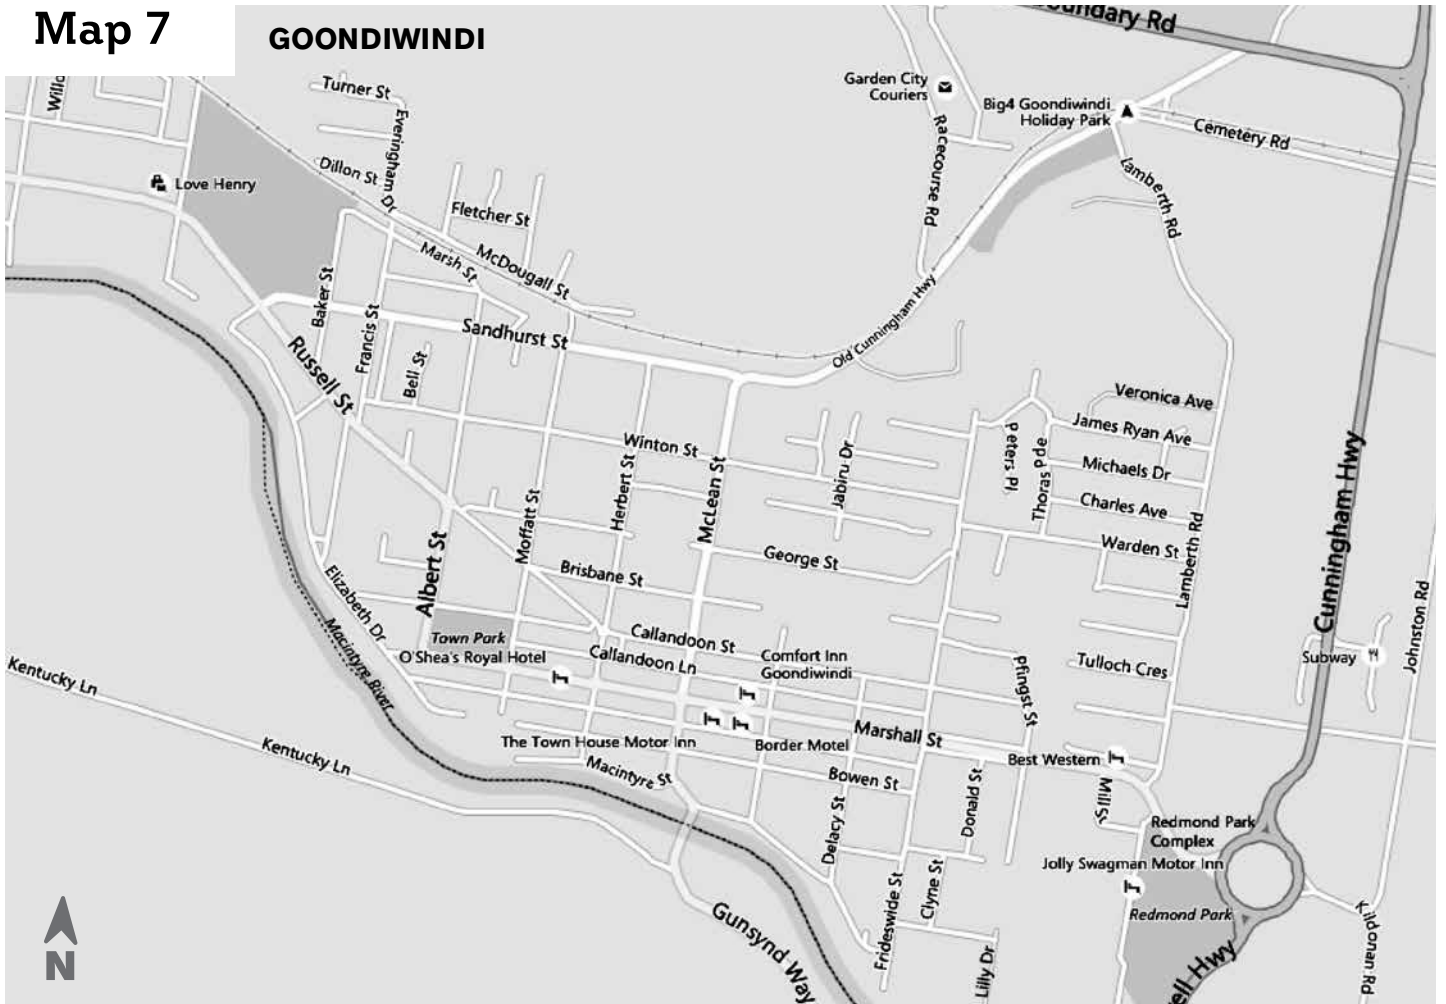 Map 7
GOONDIWINDI
Boundary Rd
Turner St
Everingham Dr
Garden City
Couriers
Big4 Goondiwindi
Holiday Park
Racecourse Rd
Cemetery Rd
Dillon St
Love Henry
Lamberth Rd
Fletcher St
Marsh St
McDougall St
Baker St
Francis St
Sandhurst St
Old Cunningham Hwy
Russell St
Bell St
Veronica Ave
James Ryan Ave
Winton St
Peters Pl
Thoras Pde
Michaels Dr
Jabiru Dr
Herbert St
McLean St
Charles Ave
Cunningham Hwy
Moffatt St
Albert St
George St
Warden St
Lamberth Rd
Brisbane St
Elizabeth Dr
Johnston Rd
Town Park
Callandoon St
O'Shea's Royal Hotel
Callandoon Ln
Comfort Inn
Goondiwindi
Subway
Tulloch Cres
Pfingst St
Macintyre River
Kentucky Ln
Kentucky Ln
The Town House Motor Inn
Border Motel
Marshall St
Best Western
Macintyre St
Bowen St
Donald St
Mill St
Delacy St
Redmond Park
Complex
Jolly Swagman Motor Inn
Clyne St
Frideswide St
Redmond Park
Gunsynd Way
Kildonan Rd
Lilly Dr
ell Hwy
N